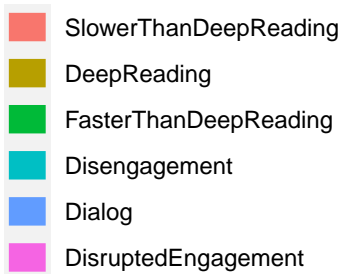 SlowerThanDeepReading
DeepReading
FasterThanDeepReading
Disengagement
Dialog
DisruptedEngagement